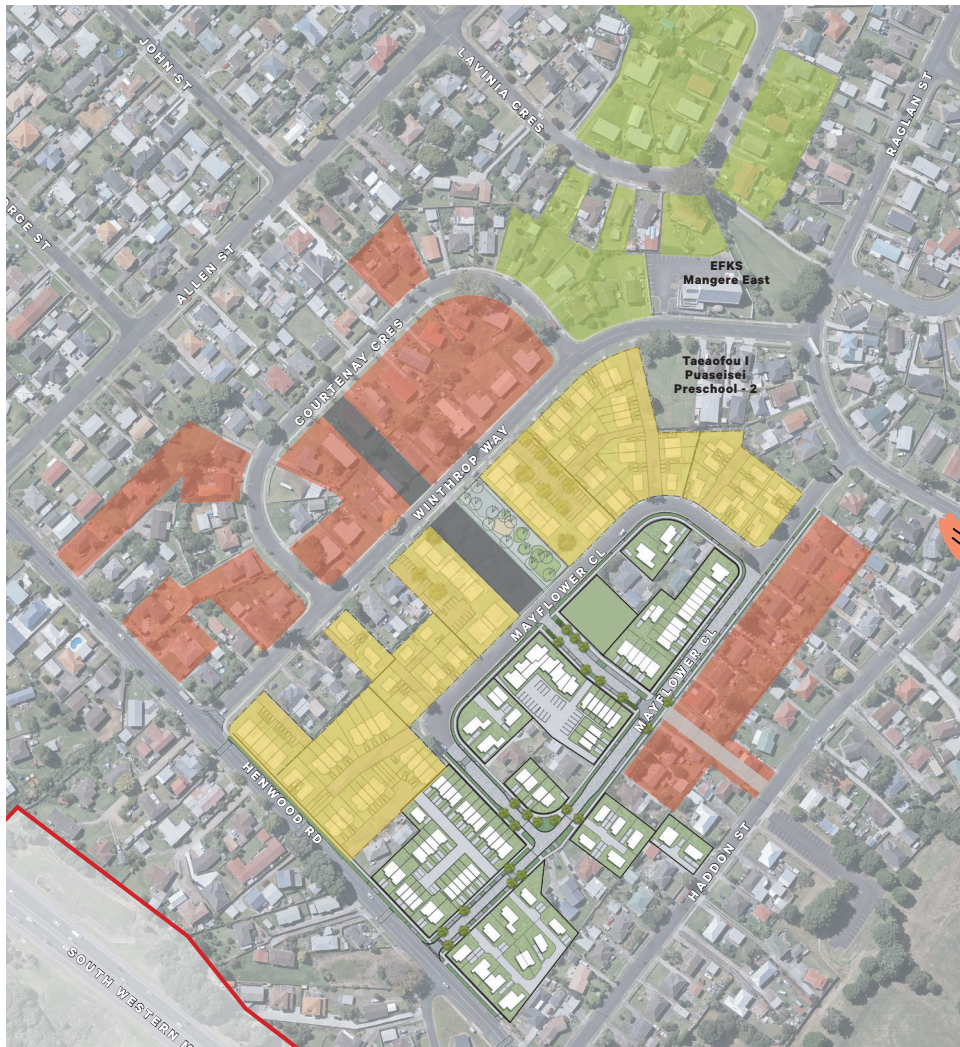 JOHN ST
LAVINIA CRES
RAGLAN ST
ORGE ST
ALLEN ST
EFKS
Mangere East
COURTENAY CRES
Taeaofou I
Puaseisei
Preschool - 2
WINTHROP WAY
MAYFLOWER CL
MAYFLOWER CL
HENWOOD RD
HADDON ST
SOUTH WESTERN M